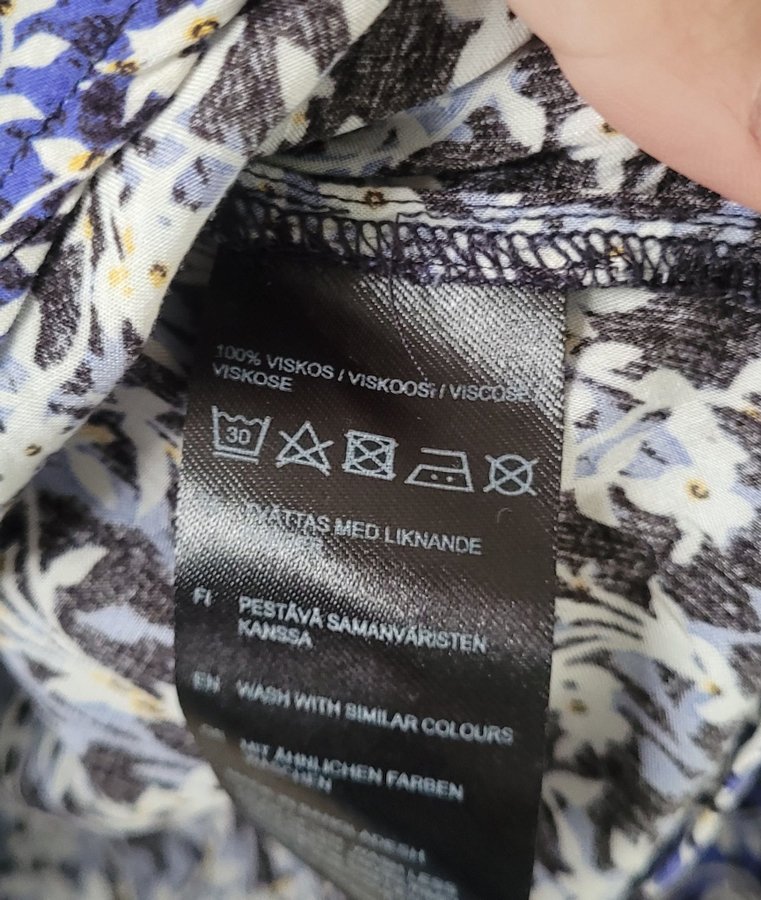 100% VISKOS / VISKOOSI / VISCOSE /
VISKOSE
30
TVÄTTAS MED LIKNANDE
FI PESTÄVÄ SAMANVÄRISTEN
KANSSA
EN WASH WITH SIMILAR COLOURS
MIT ÄHNLICHEN FARBEN